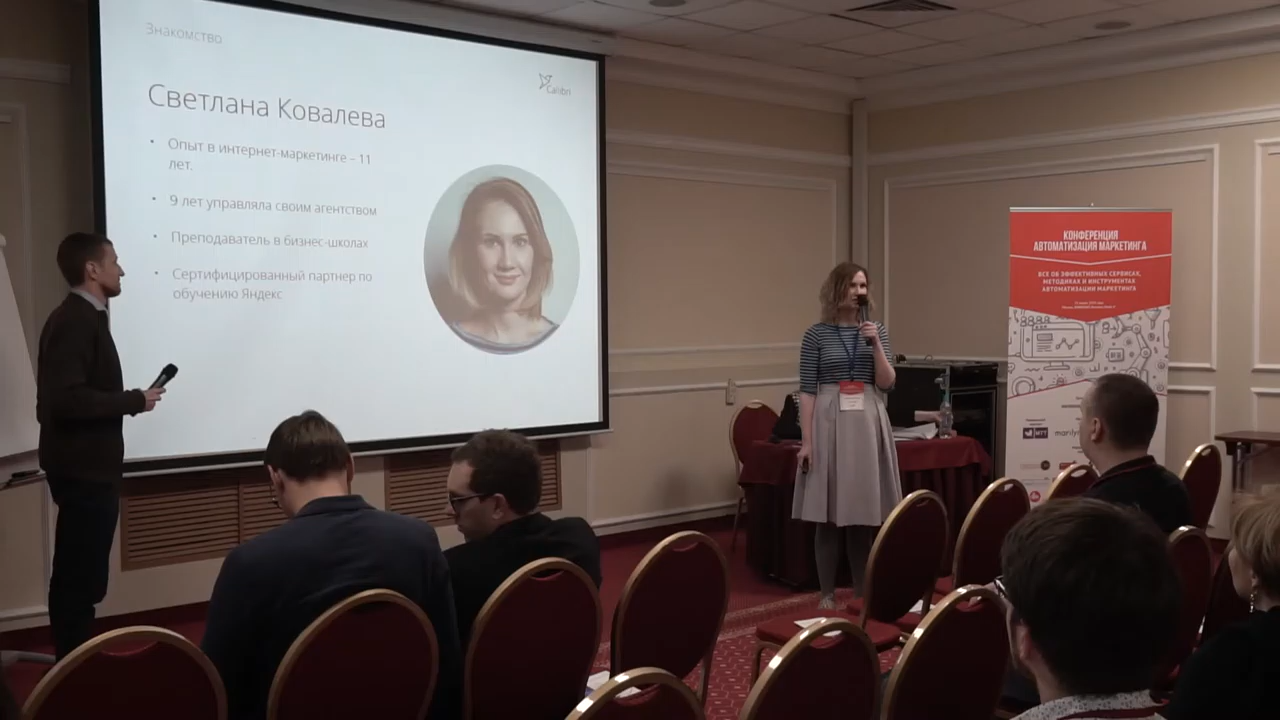 Знакомство
Calibri
Светлана Ковалева
• Опыт в интернет-маркетинге – 11
лет.
• 9 лет управляла своим агентством
• Преподаватель в бизнес-школах
• Сертифицированный партнер по
обучению Яндекс
КОНФЕРЕНЦИЯ
АВТОМАТИЗАЦИЯ МАРКЕТИНГА
ВСЕ ОБ ЭФФЕКТИВНЫХ СЕРВИСАХ,
МЕТОДИКАХ И ИНСТРУМЕНТАХ
АВТОМАТИЗАЦИИ МАРКЕТИНГА
МТТ